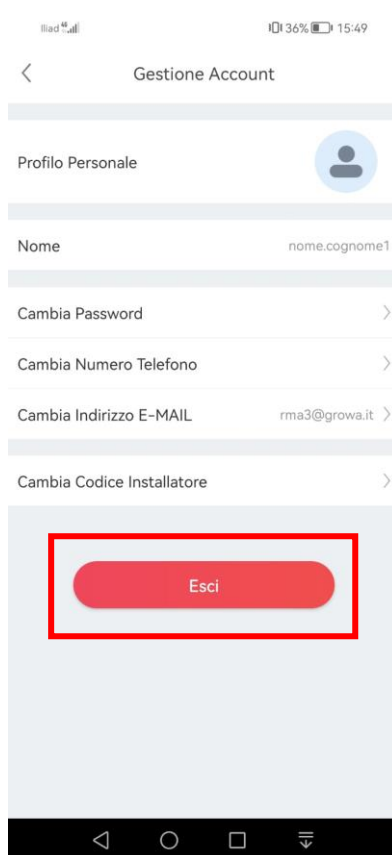 Iliad 4G 36% 15:49
Gestione Account
Profilo Personale
Nome nome.cognome1
Cambia Password
Cambia Numero Telefono
Cambia Indirizzo E-MAIL rma3@growa.it
Cambia Codice Installatore
Esci